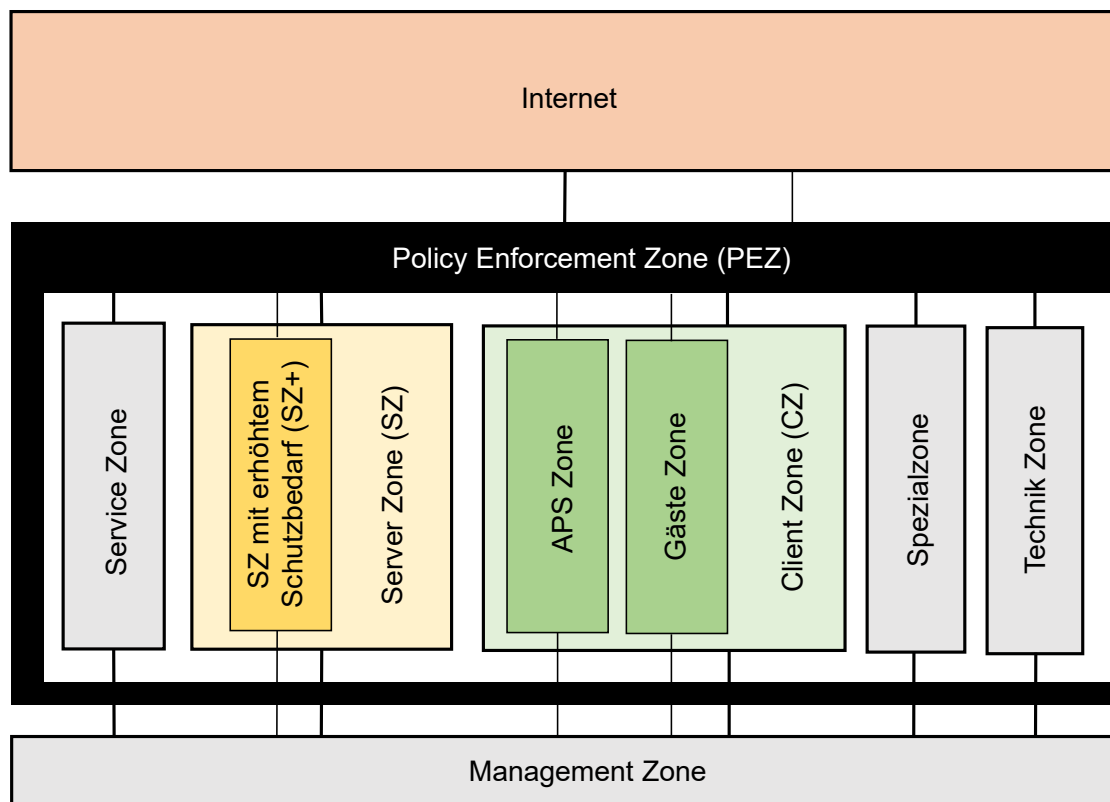 Internet
Policy Enforcement Zone (PEZ)
Service Zone
SZ mit erhöhtem
Schutzbedarf (SZ+)
Server Zone (SZ)
APS Zone
Gäste Zone
Client Zone (CZ)
Spezialzone
Technik Zone
Management Zone